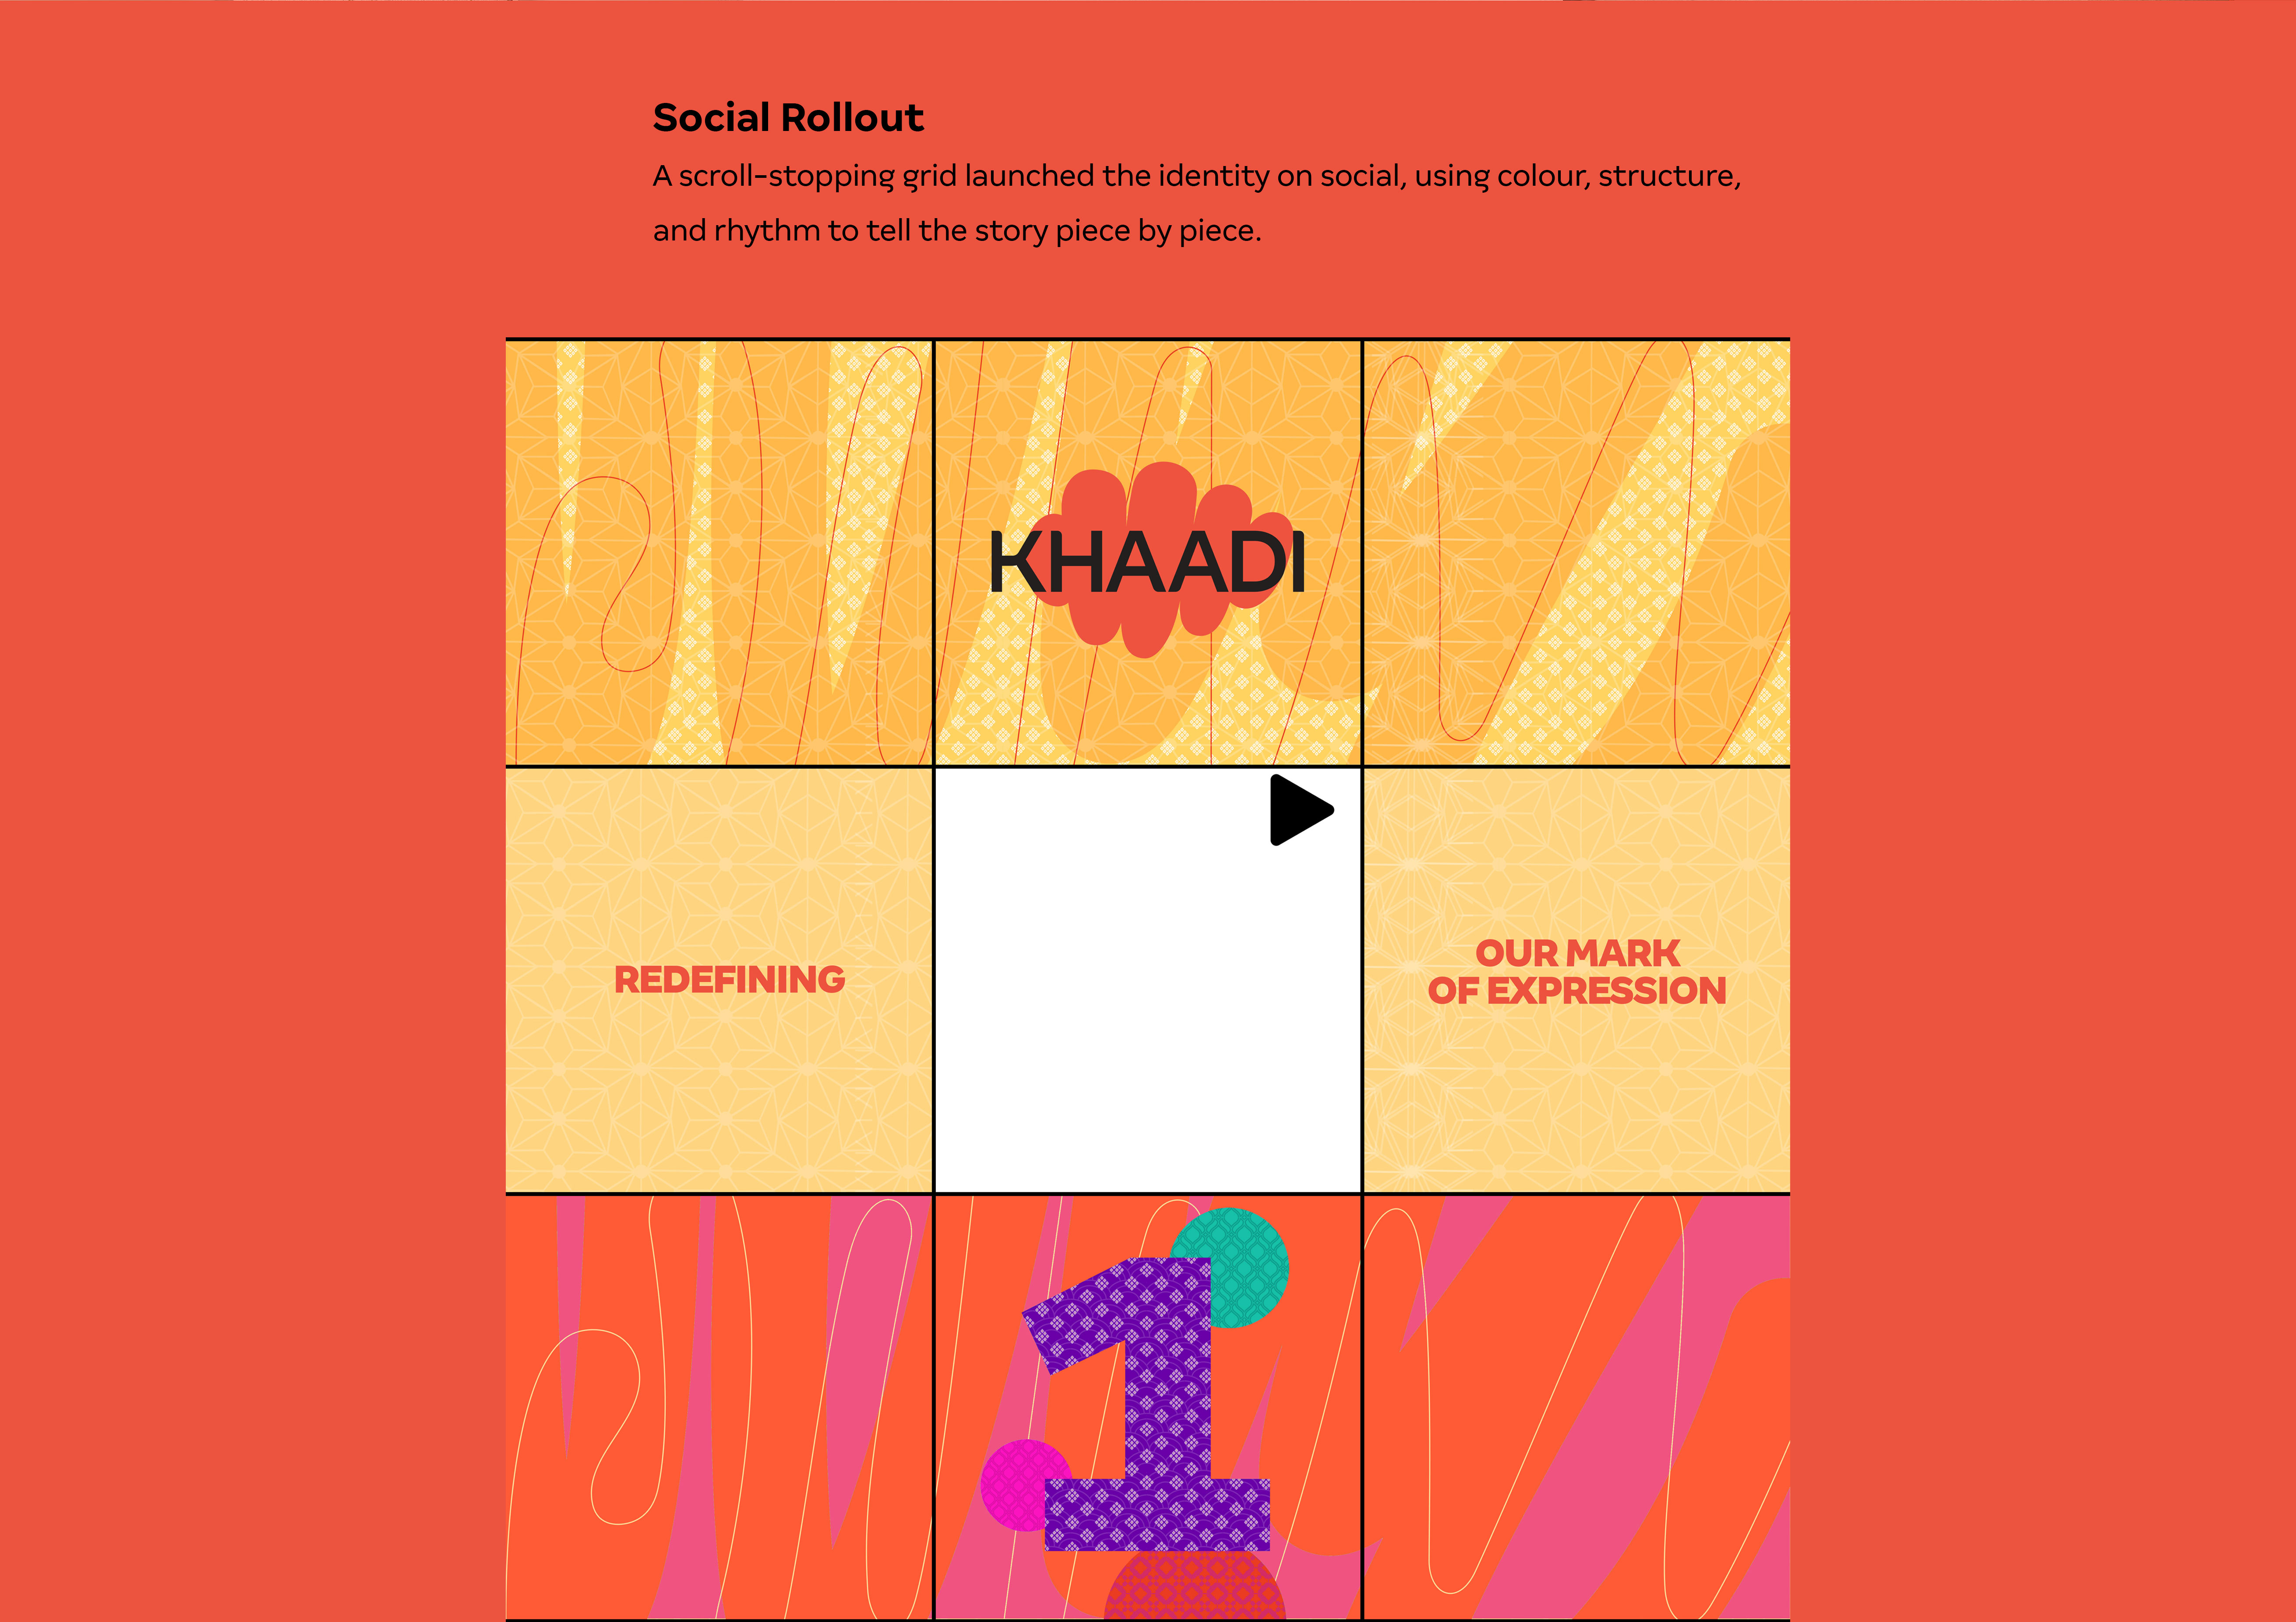 Social Rollout
A scroll-stopping grid launched the identity on social, using colour, structure,
and rhythm to tell the story piece by piece.
KHAADI
REDEFINING
OUR MARK
OF EXPRESSION
1